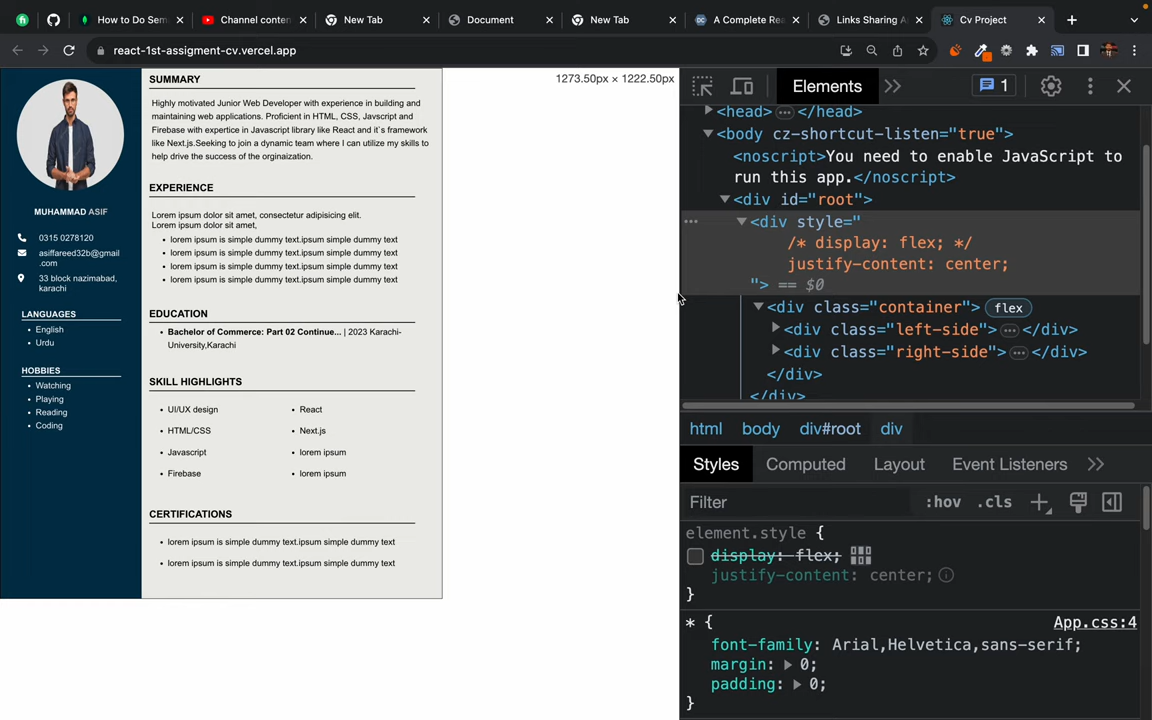 How to Do Sem
Channel conten
New Tab
Document
New Tab
A Complete Rea
Links Sharing A
Cv Project
react-1st-assigment-cv.vercel.app
1273.50px × 1222.50px
MUHAMMAD ASIF
0315 0278120
asiffareed32b@gmail
.com
33 block nazimabad,
karachi
LANGUAGES
English
Urdu
HOBBIES
Watching
Playing
Reading
Coding
SUMMARY
Highly motivated Junior Web Developer with experience in building and
maintaining web applications. Proficient in HTML, CSS, Javscript and
Firebase with expertice in Javascript library like React and it`s framework
like Next.js.Seeking to join a dynamic team where I can utilize my skills to
help drive the success of the orginaization.
EXPERIENCE
Lorem ipsum dolor sit amet, consectetur adipisicing elit.
Lorem ipsum dolor sit amet,
lorem ipsum is simple dummy text.ipsum simple dummy text
lorem ipsum is simple dummy text.ipsum simple dummy text
lorem ipsum is simple dummy text.ipsum simple dummy text
lorem ipsum is simple dummy text.ipsum simple dummy text
EDUCATION
Bachelor of Commerce: Part 02 Continue... | 2023 Karachi-
University,Karachi
SKILL HIGHLIGHTS
UI/UX design
HTML/CSS
Javascript
Firebase
React
Next.js
lorem ipsum
lorem ipsum
CERTIFICATIONS
lorem ipsum is simple dummy text.ipsum simple dummy text
lorem ipsum is simple dummy text.ipsum simple dummy text
Elements
1
<head> … </head>
<body cz-shortcut-listen="true">
<noscript>You need to enable JavaScript to
run this app.</noscript>
<div id="root">
<div style="
/* display: flex; */
justify-content: center;
"> == $0
<div class="container"> flex
<div class="left-side"> … </div>
<div class="right-side"> … </div>
</div>
</div>
html body div#root div
Styles Computed Layout Event Listeners
Filter :hov .cls
element.style {
display: flex;
justify-content: center;
}
* { App.css:4
font-family: Arial,Helvetica,sans-serif;
margin: 0;
padding: 0;
}